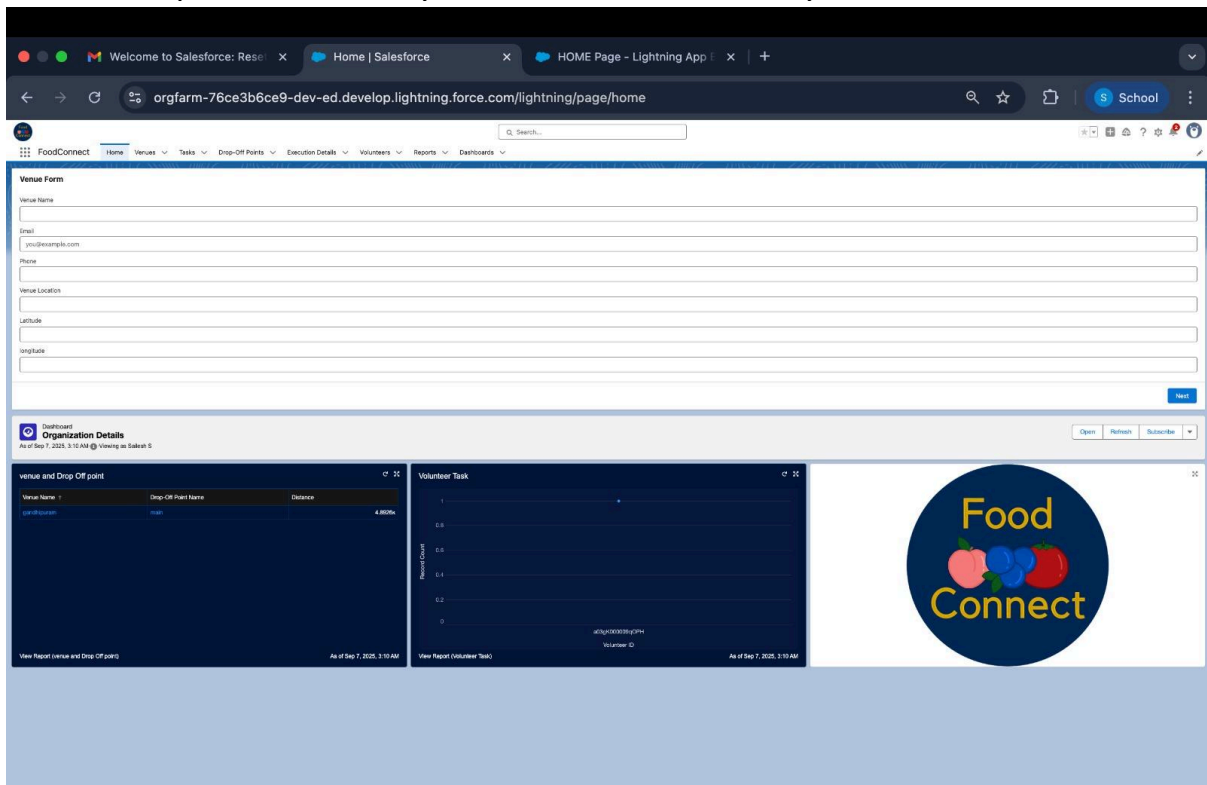 Welcome to Salesforce: Rese
Home | Salesforce
HOME Page - Lightning App E
orgfarm-76ce3b6ce9-dev-ed.develop.lightning.force.com/lightning/page/home
S School
Search...
FoodConnect Home Venues Tasks Drop-Off Points Execution Details Volunteers Reports Dashboards
Venue Form
Venue Name
Email
you@example.com
Phone
Venue Location
Latitude
longitude
Next
Dashboard
Organization Details
As of Sep 7, 2025, 3:10 AM Viewing as Sailesh S
Open Refresh Subscribe
venue and Drop Off point
Venue Name ↑ Drop-Off Point Name Distance
gandhipuram main 4.8926k
View Report (venue and Drop Off point) As of Sep 7, 2025, 3:10 AM
Volunteer Task
Record Count
1
0.8
0.6
0.4
0.2
0
Volunteer ID
View Report (Volunteer Task) As of Sep 7, 2025, 3:10 AM
Food
Connect